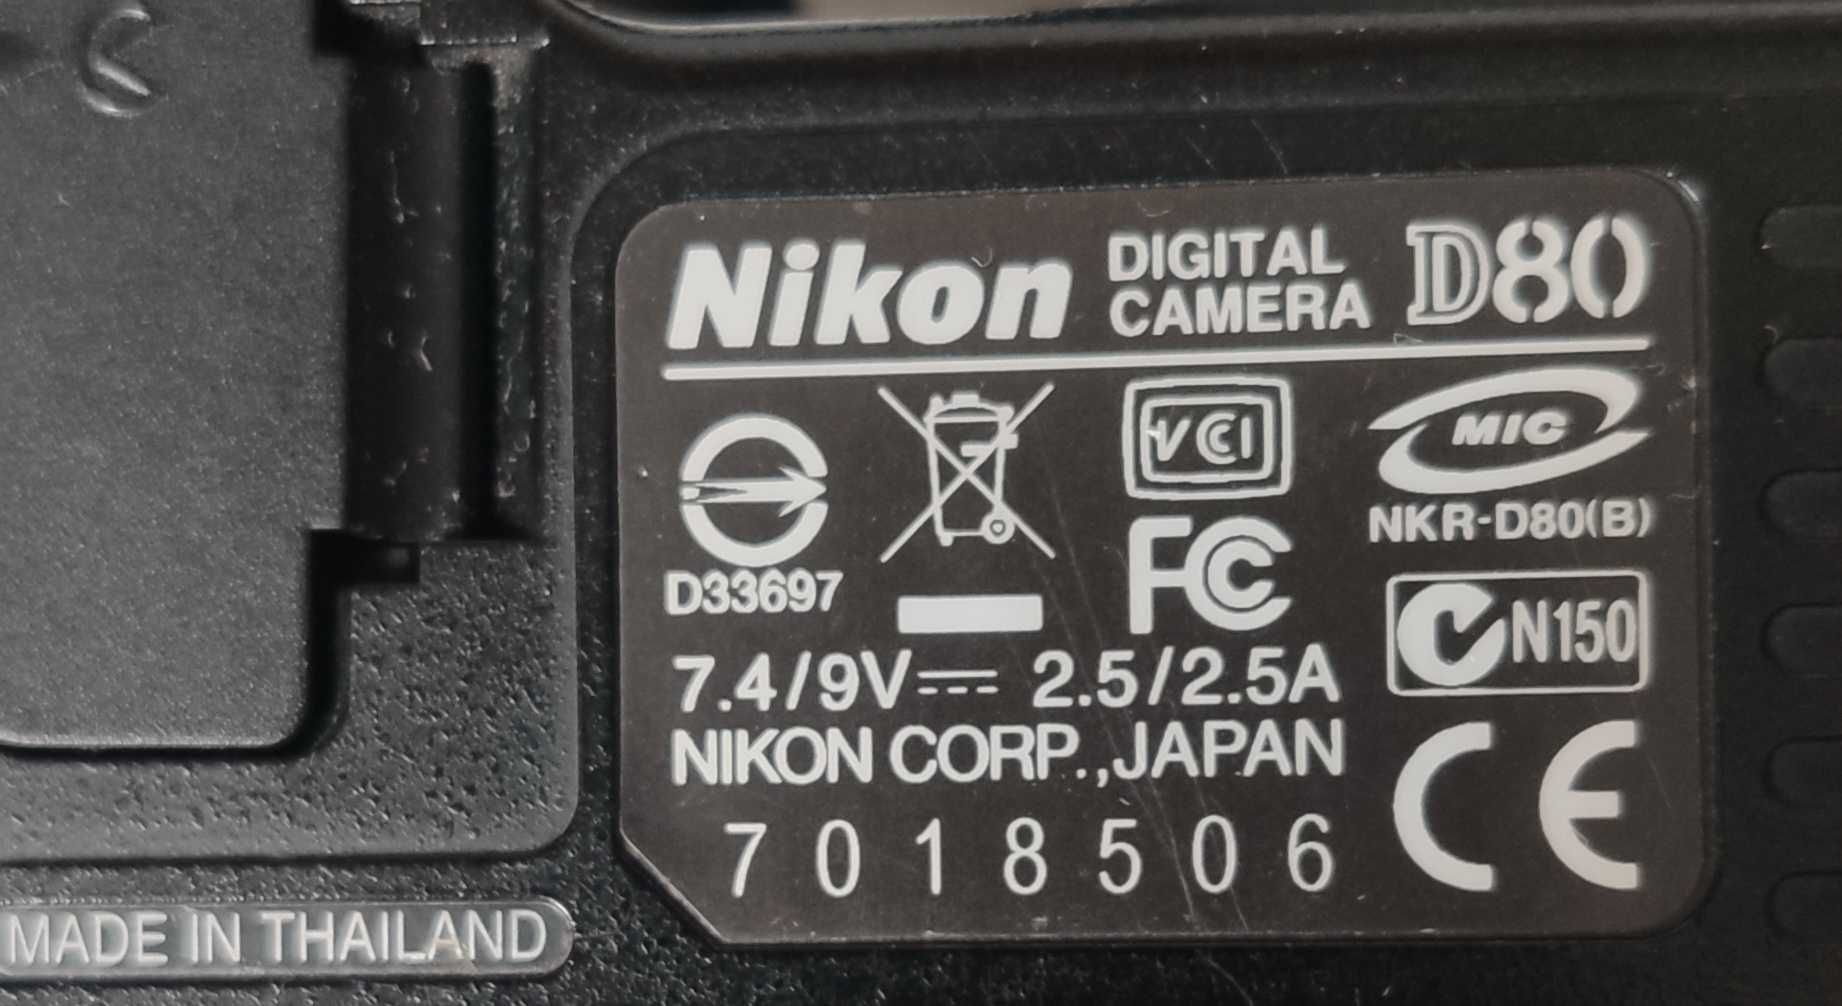 Nikon DIGITAL CAMERA D80
VCCI
MIC
NKR-D80(B)
D33697
FC
N150
7.4/9V 2.5/2.5A
NIKON CORP.,JAPAN
CE
7018506
MADE IN THAILAND